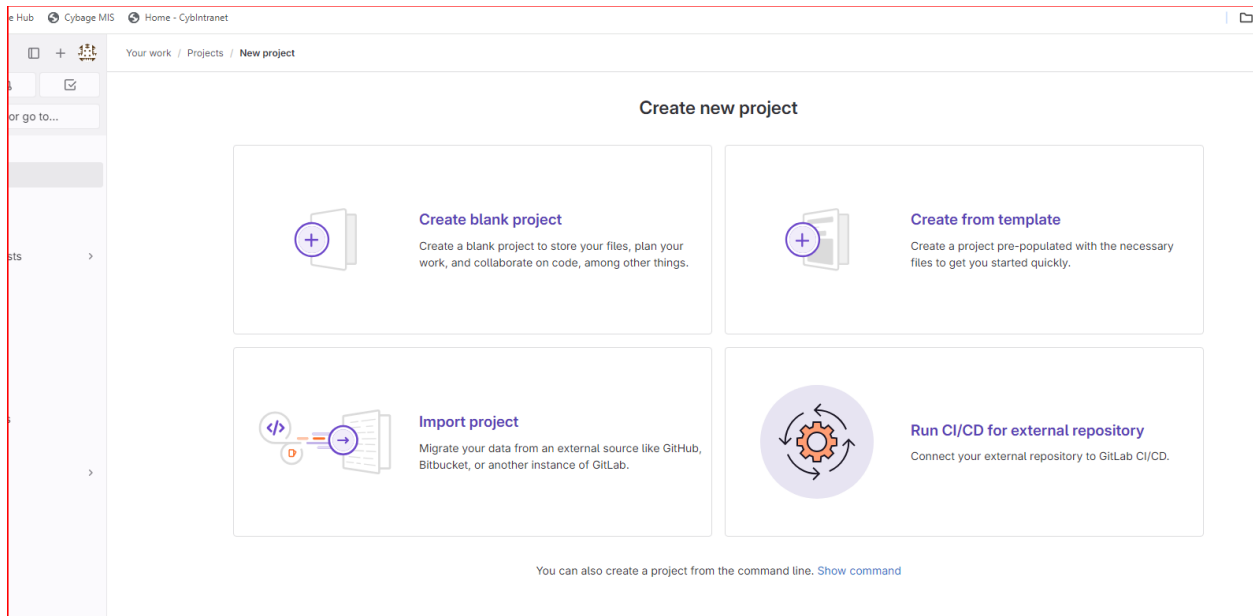 e Hub Cybage MIS Home - CybIntranet
Your work / Projects / New project
or go to...
Create new project
Create blank project
Create a blank project to store your files, plan your
work, and collaborate on code, among other things.
Create from template
Create a project pre-populated with the necessary
files to get you started quickly.
sts
Import project
Migrate your data from an external source like GitHub,
Bitbucket, or another instance of GitLab.
Run CI/CD for external repository
Connect your external repository to GitLab CI/CD.
s
You can also create a project from the command line. Show command